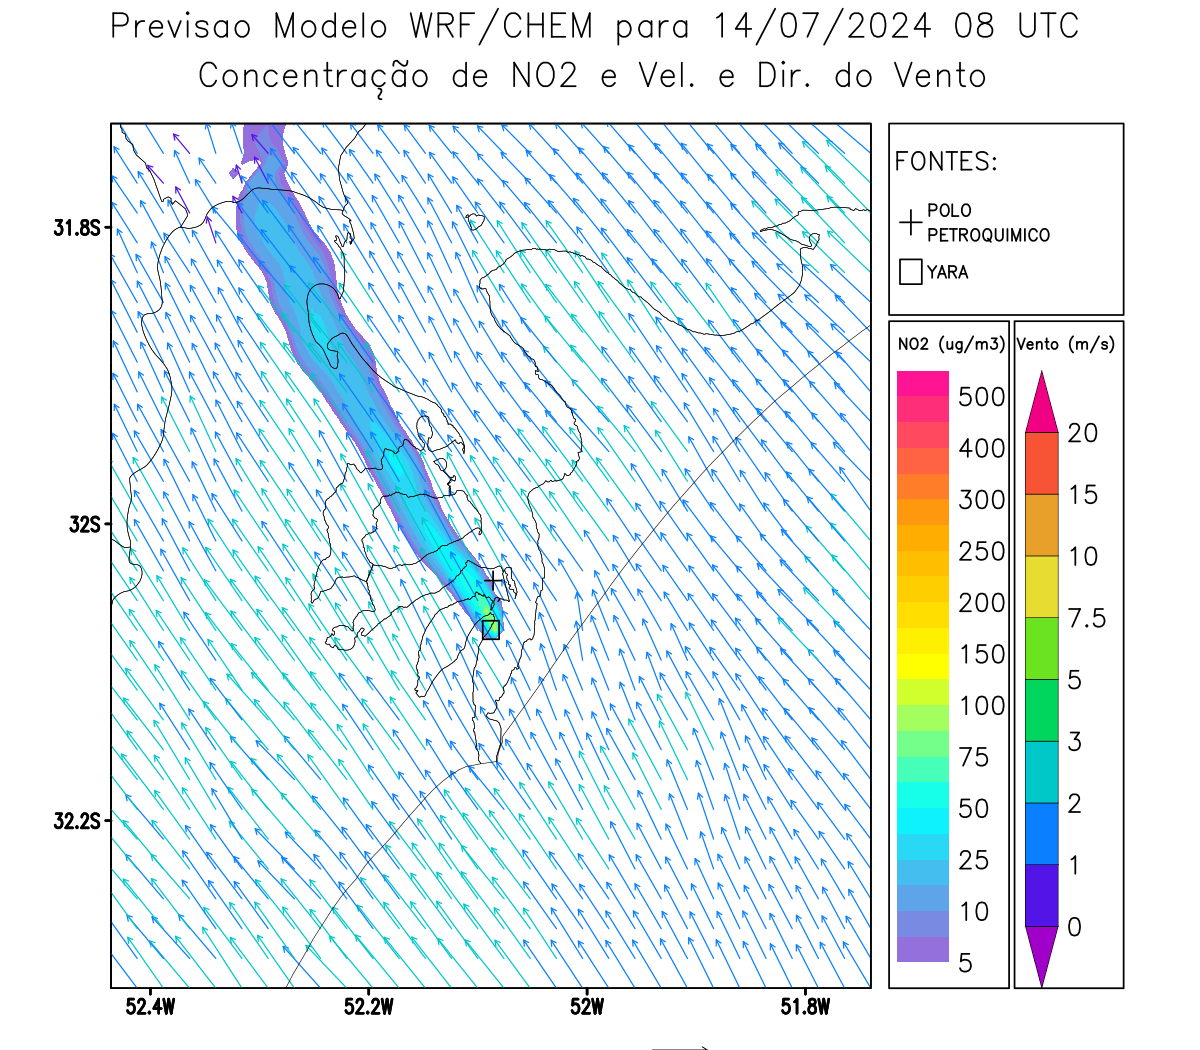 Previsao Modelo WRF/CHEM para 14/07/2024 08 UTC
Concentração de NO2 e Vel. e Dir. do Vento
FONTES:
POLO
PETROQUIMICO
YARA
31.8S
32S
32.2S
52.4W
52.2W
52W
51.8W
NO2 (ug/m3)
500
400
300
250
200
150
100
75
50
25
10
5
Vento (m/s)
20
15
10
7.5
5
3
2
1
0